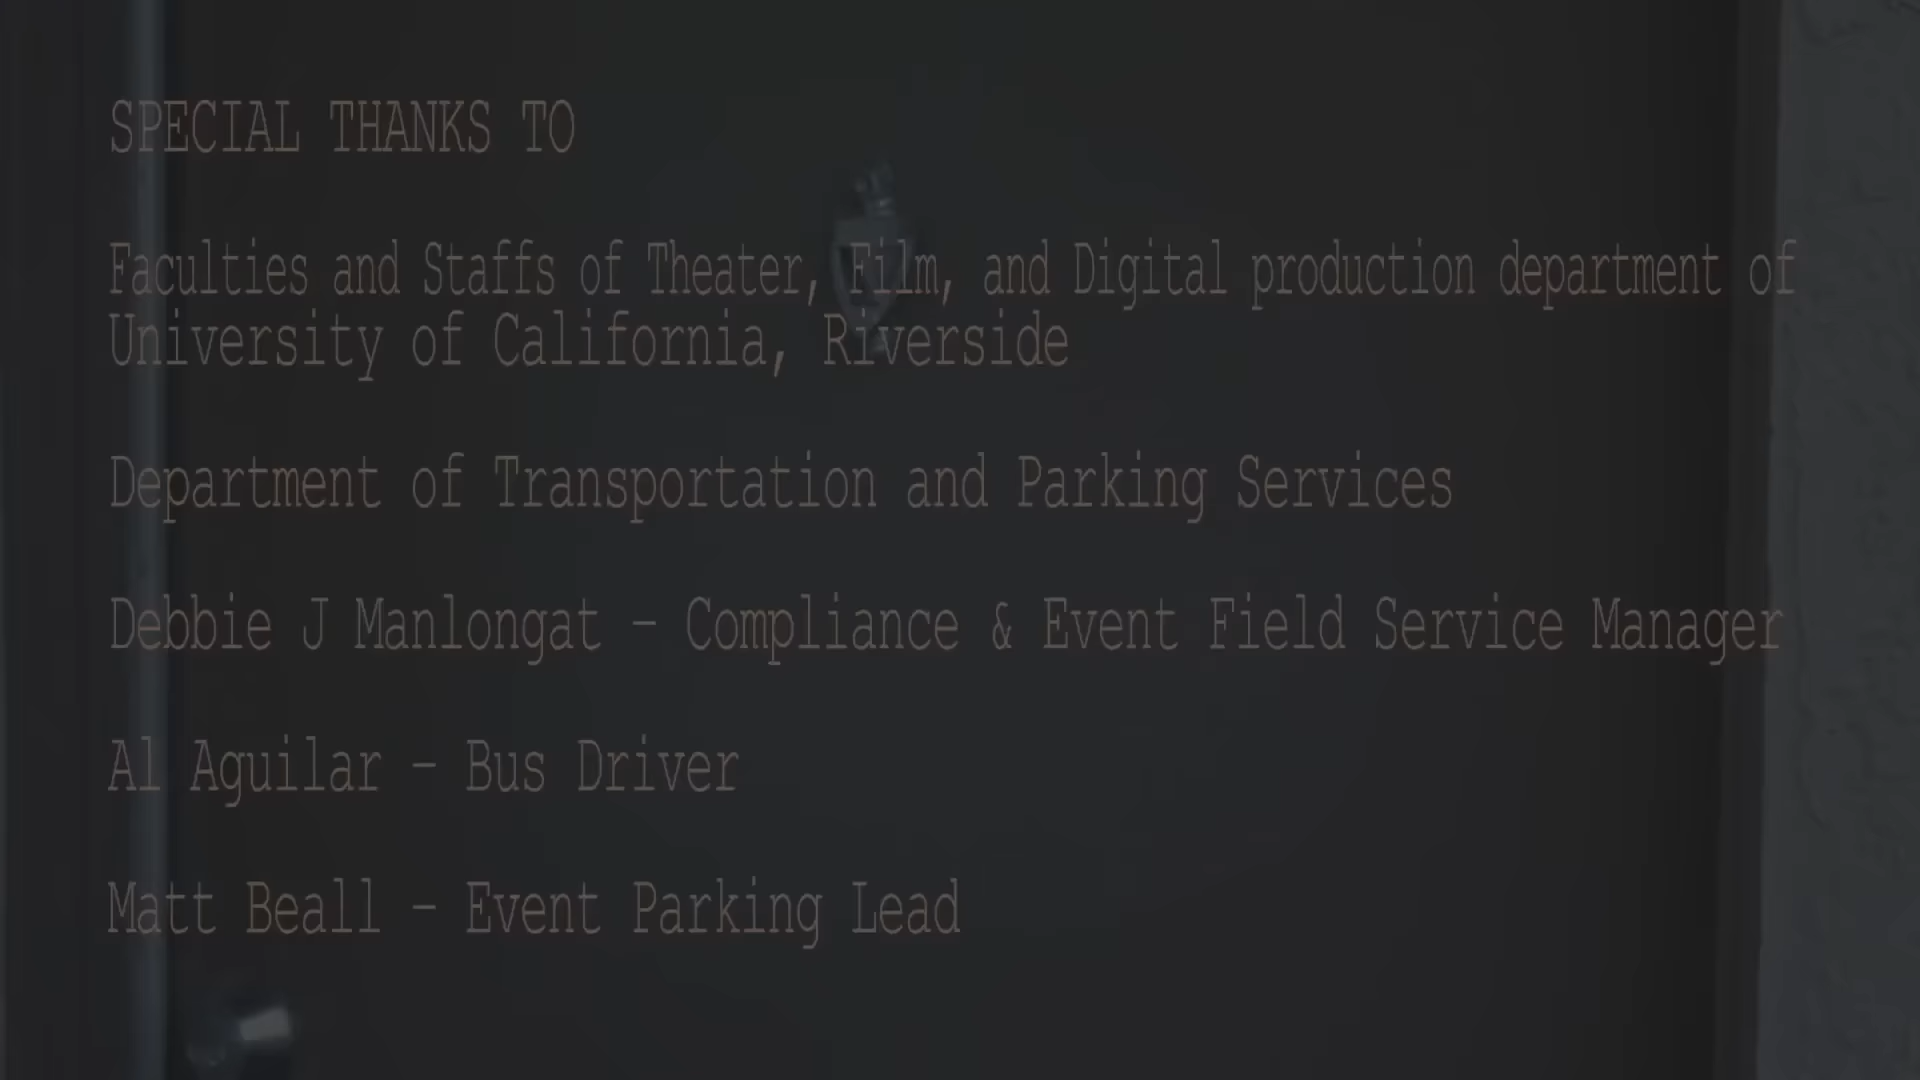 SPECIAL THANKS TO
Faculties and Staffs of Theater, Film, and Digital production department of
University of California, Riverside
Department of Transportation and Parking Services
Debbie J Manlongat - Compliance & Event Field Service Manager
Al Aguilar - Bus Driver
Matt Beall - Event Parking Lead